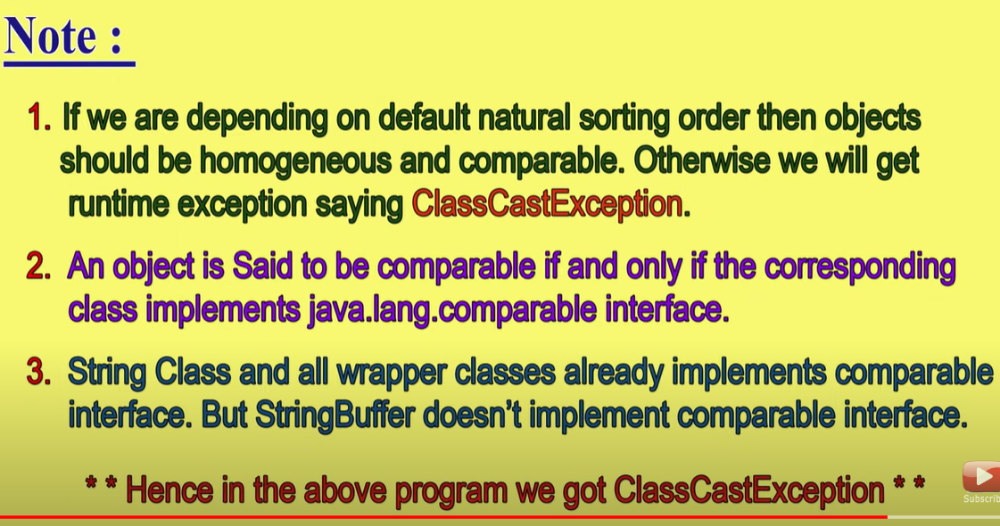 Note :
1. If we are depending on default natural sorting order then objects
should be homogeneous and comparable. Otherwise we will get
runtime exception saying ClassCastException.
2. An object is Said to be comparable if and only if the corresponding
class implements java.lang.comparable interface.
3. String Class and all wrapper classes already implements comparable
interface. But StringBuffer doesn't implement comparable interface.
* * Hence in the above program we got ClassCastException * *